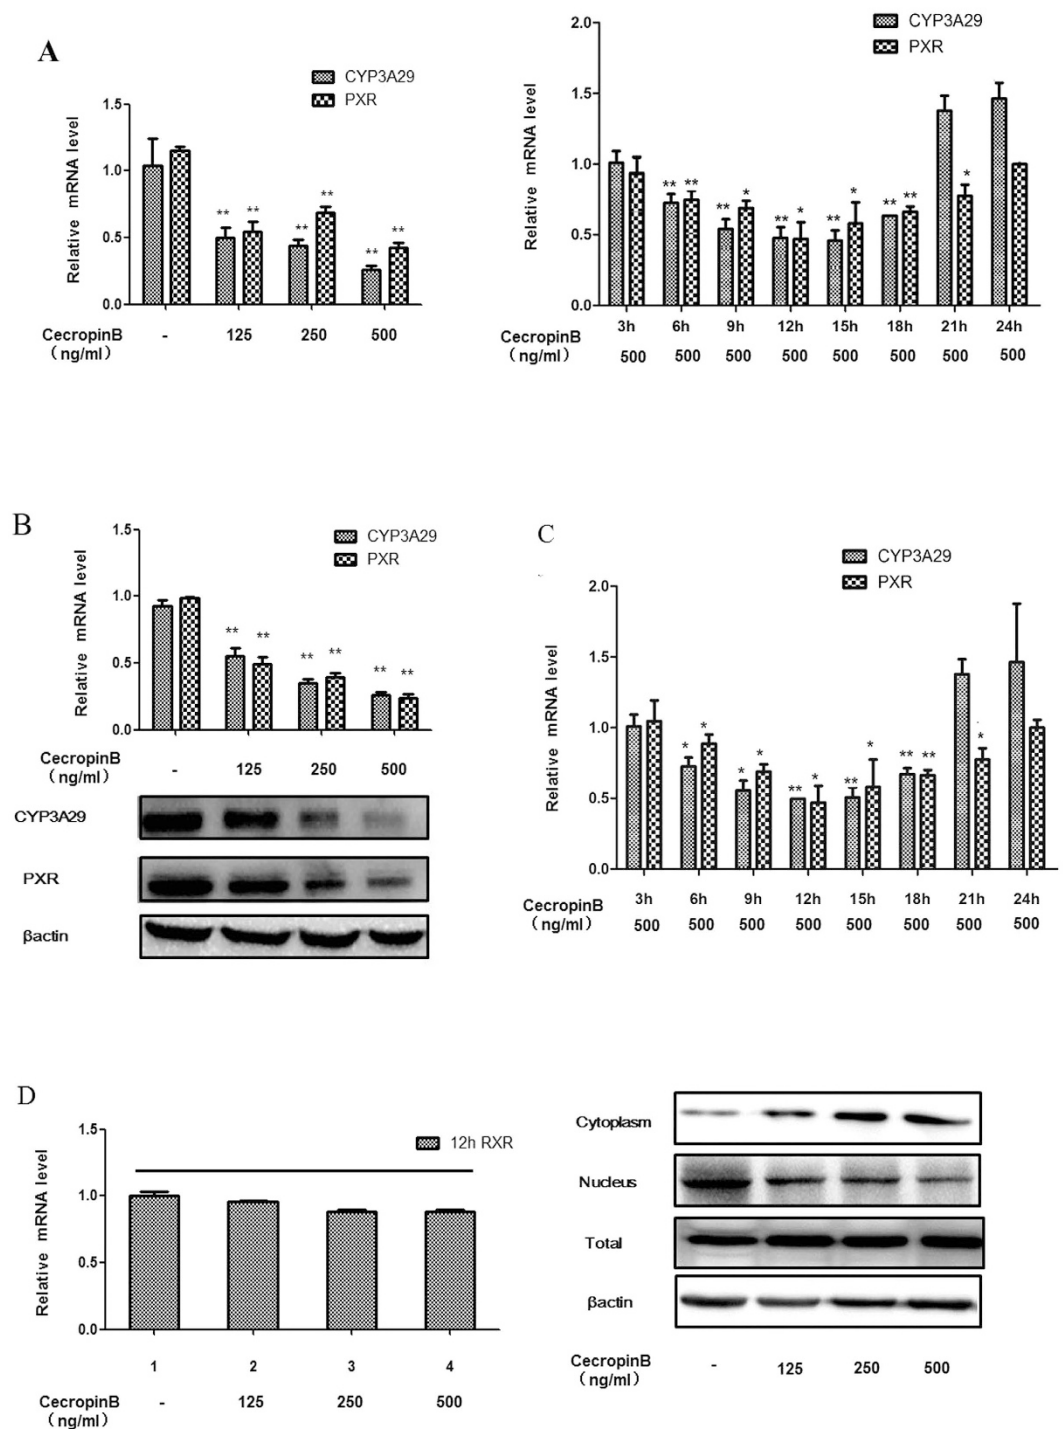 A
CYP3A29
PXR
Relative mRNA level
1.5
1.0
0.5
0.0
** ** ** ** ** **
CecropinB
(ng/ml)
- 125 250 500
CYP3A29
PXR
Relative mRNA level
2.0
1.5
1.0
0.5
0.0
** ** ** * ** * ** * ** ** *
3h 6h 9h 12h 15h 18h 21h 24h
CecropinB
(ng/ml)
500 500 500 500 500 500 500 500
B
CYP3A29
PXR
Relative mRNA level
1.5
1.0
0.5
0.0
** ** ** ** ** **
CecropinB
(ng/ml)
- 125 250 500
CYP3A29
PXR
βactin
C
CYP3A29
PXR
Relative mRNA level
2.0
1.5
1.0
0.5
0.0
* * * * ** * ** * ** ** *
3h 6h 9h 12h 15h 18h 21h 24h
CecropinB
(ng/ml)
500 500 500 500 500 500 500 500
D
12h RXR
Relative mRNA level
1.5
1.0
0.5
0.0
1 2 3 4
CecropinB
(ng/ml)
- 125 250 500
Cytoplasm
Nucleus
Total
βactin
CecropinB
(ng/ml)
- 125 250 500